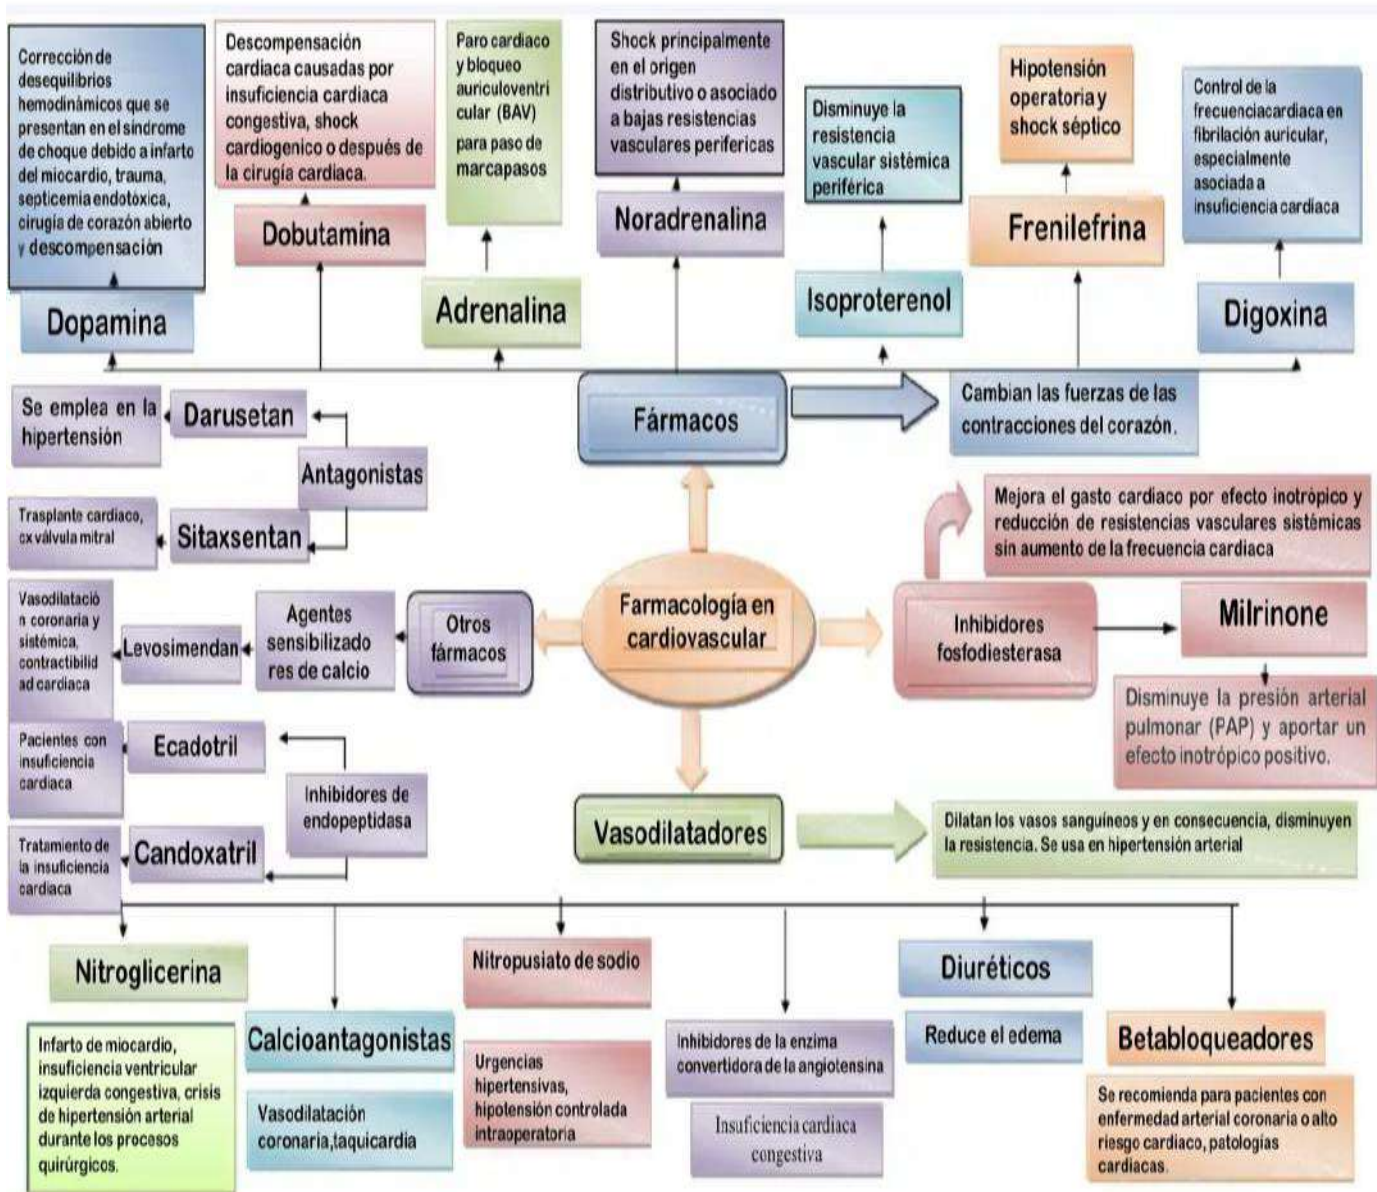 Corrección de
desequilibrios
hemodinámicos que se
presentan en el síndrome
de choque debido a infarto
del miocardio, trauma,
septicemia endotóxica,
cirugía de corazón abierto
y descompensación
Dopamina
Descompensación
cardiaca causadas por
insuficiencia cardiaca
congestiva, shock
cardiogenico o después de
la cirugía cardiaca.
Dobutamina
Paro cardiaco
y bloqueo
auriculoventri
cular (BAV)
para paso de
marcapasos
Adrenalina
Shock principalmente
en el origen
distributivo o asociado
a bajas resistencias
vasculares perifericas
Noradrenalina
Disminuye la
resistencia
vascular sistémica
periférica
Isoproterenol
Hipotensión
operatoria y
shock séptico
Frenilefrina
Control de la
frecuenciacardiaca en
fibrilación auricular,
especialmente
asociada a
insuficiencia cardíaca
Digoxina
Fármacos
Cambian las fuerzas de las
contracciones del corazón.
Se emplea en la
hipertensión
Darusetan
Antagonistas
Trasplante cardiaco,
cx válvula mitral
Sitaxsentan
Mejora el gasto cardiaco por efecto inotrópico y
reducción de resistencias vasculares sistémicas
sin aumento de la frecuencia cardiaca
Vasodilatació
n coronaria y
sistémica,
contractibilid
ad cardiaca
Levosimendan
Agentes
sensibilizado
res de calcio
Otros
fármacos
Farmacología en
cardiovascular
Inhibidores
fosfodiesterasa
Milrinone
Disminuye la presión arterial
pulmonar (PAP) y aportar un
efecto inotrópico positivo.
Pacientes con
insuficiencia
cardiaca
Ecadotril
Inhibidores de
endopeptidasa
Tratamiento de
la insuficiencia
cardiaca
Candoxatril
Vasodilatadores
Dilatan los vasos sanguíneos y en consecuencia, disminuyen
la resistencia. Se usa en hipertensión arterial
Nitroglicerina
Infarto de miocardio,
insuficiencia ventricular
izquierda congestiva, crisis
de hipertensión arterial
durante los procesos
quirúrgicos.
Calcioantagonistas
Vasodilatación
coronaria,taquicardia
Nitropusiato de sodio
Urgencias
hipertensivas,
hipotensión controlada
intraoperatoria
Inhibidores de la enzima
convertidora de la angiotensina
Insuficiencia cardiaca
congestiva
Diuréticos
Reduce el edema
Betabloqueadores
Se recomienda para pacientes con
enfermedad arterial coronaria o alto
riesgo cardiaco, patologías
cardiacas.